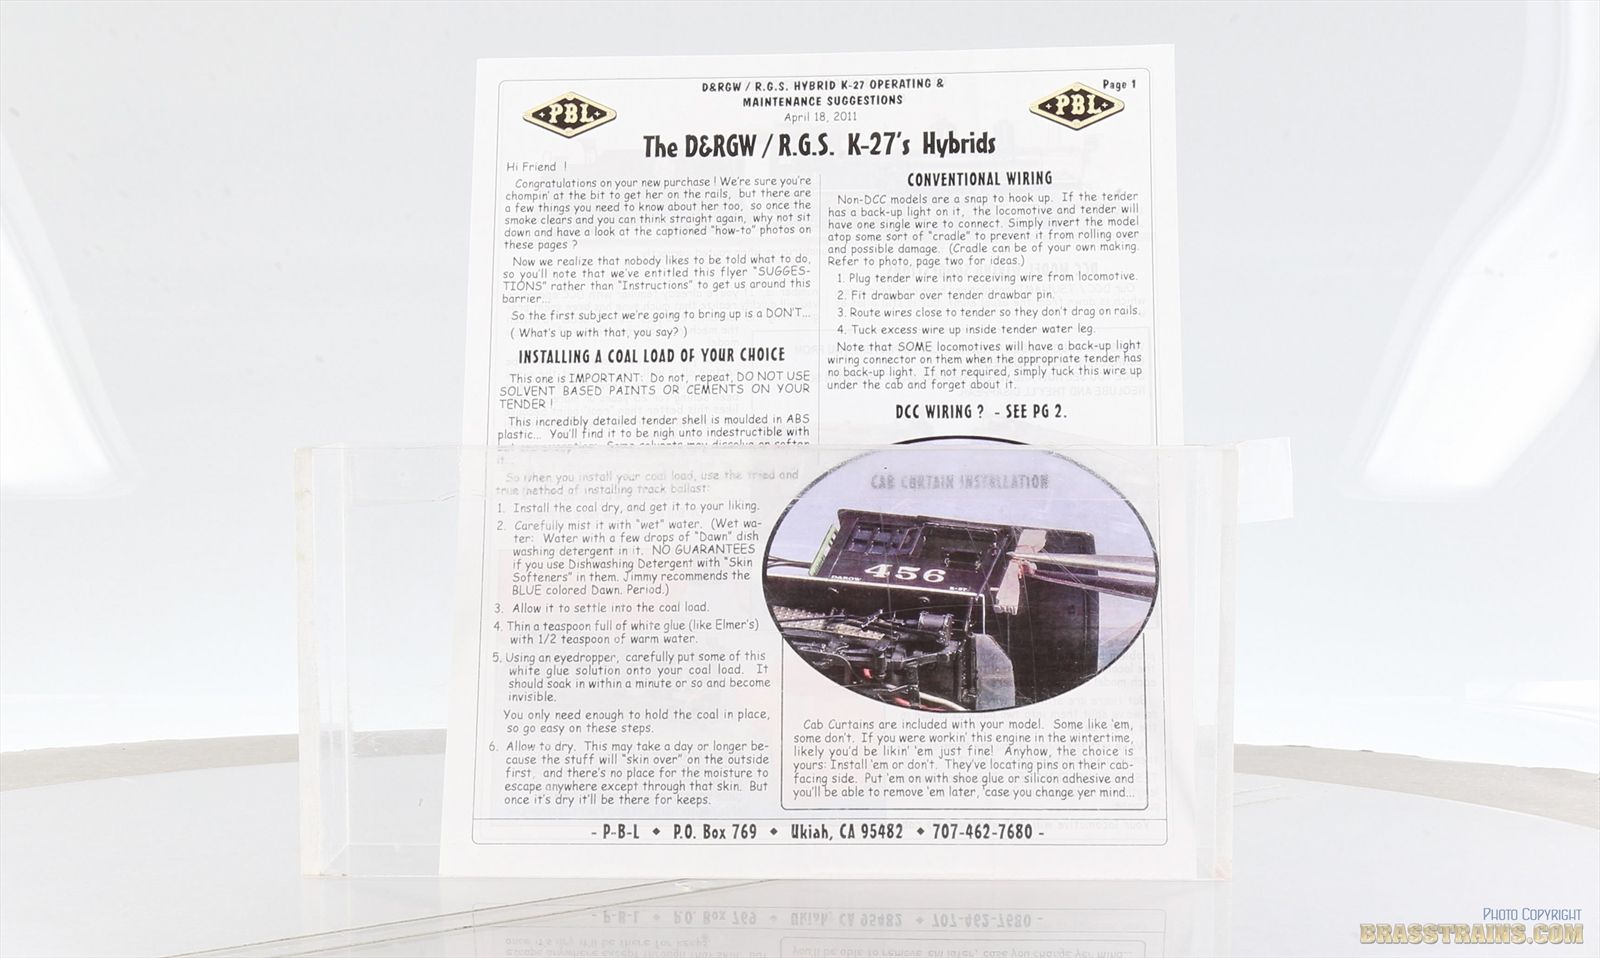 D&RGW / R.G.S. HYBRID K-27 OPERATING &
MAINTENANCE SUGGESTIONS
April 18, 2011
Page 1
PBL
PBL
The D&RGW / R.G.S. K-27's Hybrids
Hi Friend !
Congratulations on your new purchase ! We're sure you're
chompin' at the bit to get her on the rails, but there are
a few things you need to know about her too, so once the
smoke clears and you can think straight again, why not sit
down and have a look at the captioned "how-to" photos on
these pages ?
Now we realize that nobody likes to be told what to do,
so you'll note that we've entitled this flyer "SUGGES-
TIONS" rather than "Instructions" to get us around this
barrier...
So the first subject we're going to bring up is a DON'T...
( What's up with that, you say? )
INSTALLING A COAL LOAD OF YOUR CHOICE
This one is IMPORTANT: Do not, repeat, DO NOT USE
SOLVENT BASED PAINTS OR CEMENTS ON YOUR
TENDER !
This incredibly detailed tender shell is moulded in ABS
plastic... You'll find it to be nigh unto indestructible with
Some solvents may dissolve or soften
it...
So when you install your coal load, use the tried and
true method of installing track ballast:
1. Install the coal dry, and get it to your liking.
2. Carefully mist it with "wet" water. (Wet wa-
ter: Water with a few drops of "Dawn" dish
washing detergent in it. NO GUARANTEES
if you use Dishwashing Detergent with "Skin
Softeners" in them. Jimmy recommends the
BLUE colored Dawn. Period.)
3. Allow it to settle into the coal load.
4. Thin a teaspoon full of white glue (like Elmer's)
with 1/2 teaspoon of warm water.
5. Using an eyedropper, carefully put some of this
white glue solution onto your coal load. It
should soak in within a minute or so and become
invisible.
You only need enough to hold the coal in place,
so go easy on these steps.
6. Allow to dry. This may take a day or longer be-
cause the stuff will "skin over" on the outside
first, and there's no place for the moisture to
escape anywhere except through that skin. But
once it's dry it'll be there for keeps.
CONVENTIONAL WIRING
Non-DCC models are a snap to hook up. If the tender
has a back-up light on it, the locomotive and tender will
have one single wire to connect. Simply invert the model
atop some sort of "cradle" to prevent it from rolling over
and possible damage. (Cradle can be of your own making.
Refer to photo, page two for ideas.)
1. Plug tender wire into receiving wire from locomotive.
2. Fit drawbar over tender drawbar pin.
3. Route wires close to tender so they don't drag on rails.
4. Tuck excess wire up inside tender water leg.
Note that SOME locomotives will have a back-up light
wiring connector on them when the appropriate tender has
no back-up light. If not required, simply tuck this wire up
under the cab and forget about it.
DCC WIRING ? - SEE PG 2.
CAB CURTAIN INSTALLATION
456
D&RGW
K-27
Cab Curtains are included with your model. Some like 'em,
some don't. If you were workin' this engine in the wintertime,
likely you'd be likin' 'em just fine! Anyhow, the choice is
yours: Install 'em or don't. They've locating pins on their cab-
facing side. Put 'em on with shoe glue or silicon adhesive and
you'll be able to remove 'em later, 'case you change yer mind...
- P-B-L ◆ P.O. Box 769 ◆ Ukiah, CA 95482 ◆ 707-462-7680 -
PHOTO COPYRIGHT
BRASSTRAINS.COM